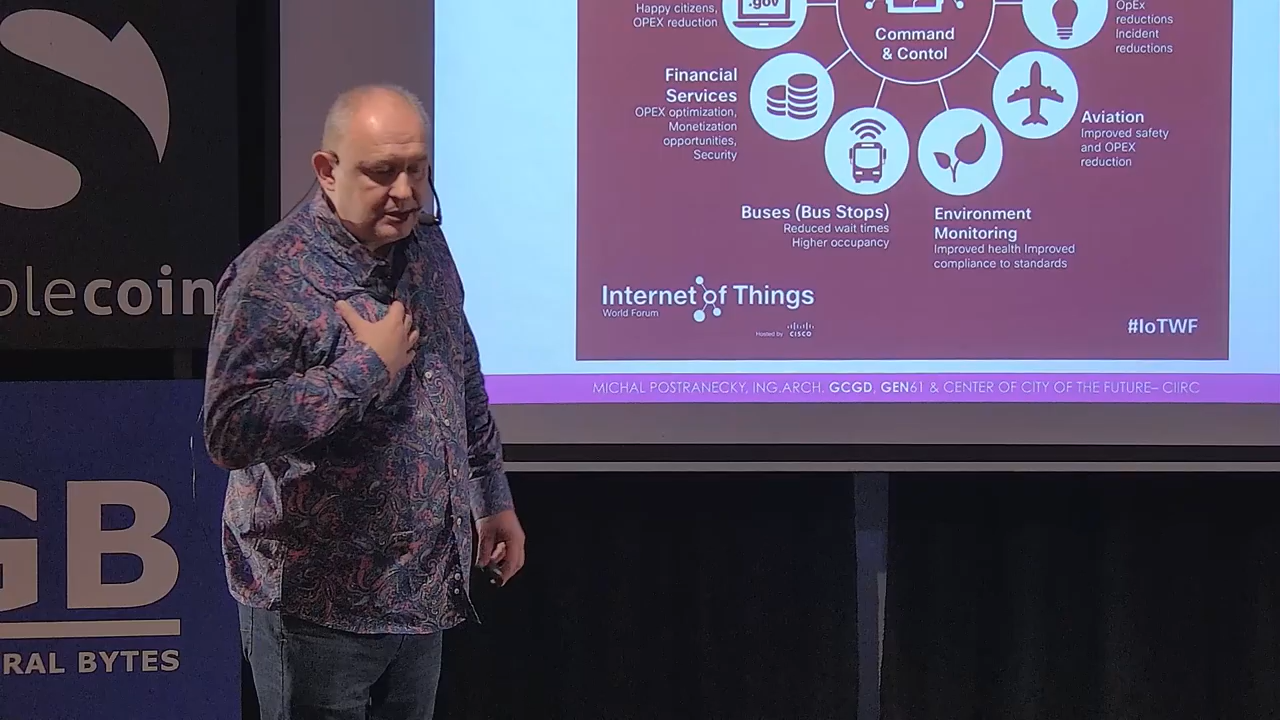 .gov
Happy citizens,
OPEX reduction
Command
& Contol
OpEx
reductions
Incident
reductions
Financial
Services
OPEX optimization,
Monetization
opportunities,
Security
Aviation
Improved safety
and OPEX
reduction
Buses (Bus Stops)
Reduced wait times
Higher occupancy
Environment
Monitoring
Improved health Improved
compliance to standards
Internet of Things
World Forum
Hosted by
CISCO
#IoTWF
MICHAL POSTRANECKY, ING.ARCH. GCGD, GEN61 & CENTER OF CITY OF THE FUTURE– CIIRC
plecoin
GB
RAL BYTES